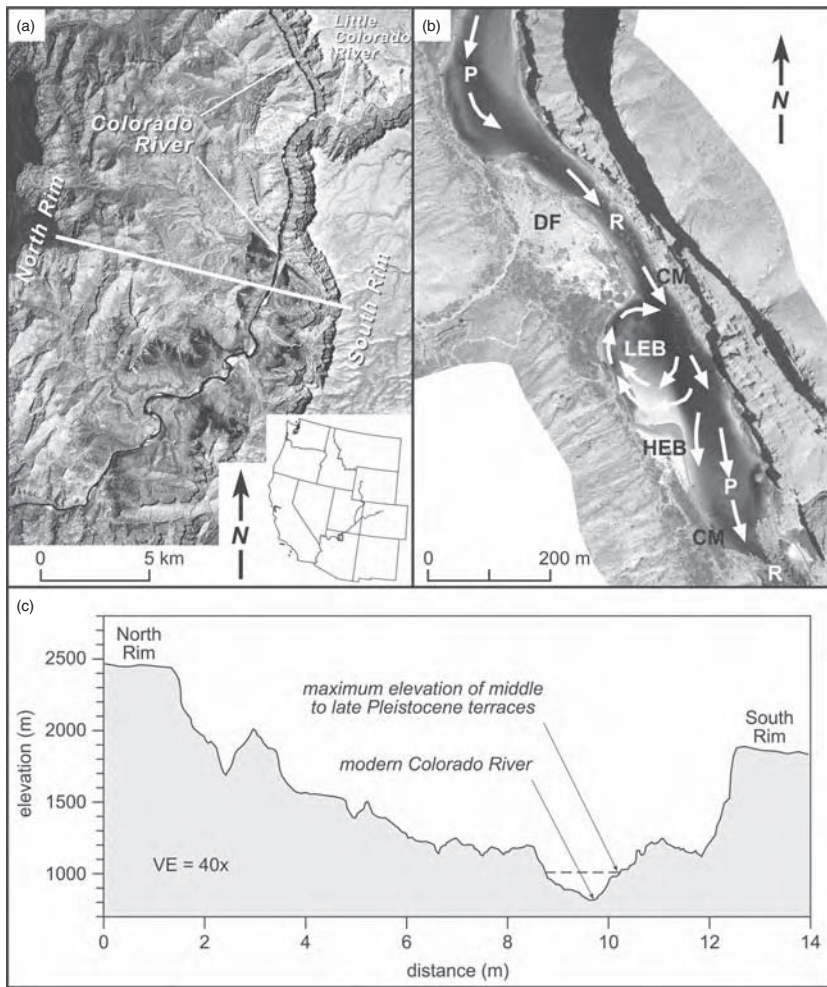 (a)
Little
Colorado
River
Colorado
River
North Rim
South Rim
N
0
5 km
(b)
N
P
DF
R
CM
LEB
HEB
P
CM
R
0
200 m
(c)
North
Rim
2500
2000
1500
1000
elevation (m)
maximum elevation of middle
to late Pleistocene terraces
modern Colorado River
South
Rim
VE = 40x
0
2
4
6
8
10
12
14
distance (m)